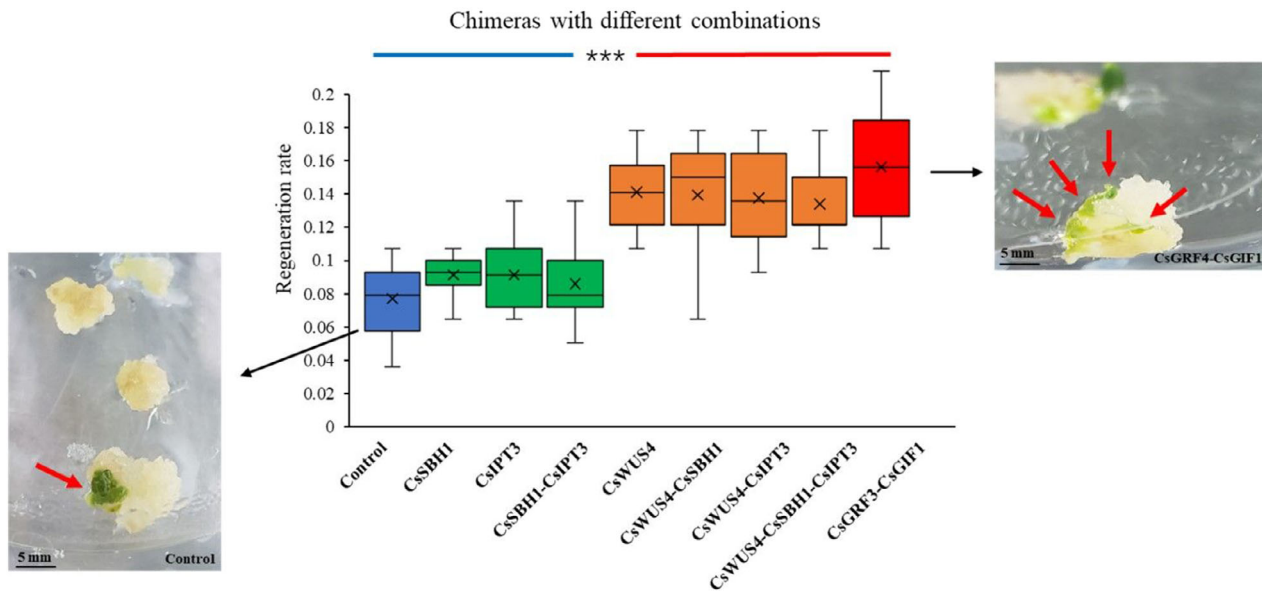 Chimeras with different combinations
***
Regeneration rate
0.2
0.18
0.16
0.14
0.12
0.1
0.08
0.06
0.04
0.02
0
Control
CsSBH1
CsIPT3
CsSBH1-CsIPT3
CsWUS4
CsWUS4-CsSBH1
CsWUS4-CsIPT3
CsWUS4-CsSBH1-CsIPT3
CsGRF3-CsGIF1
5 mm
CsGRF4-CsGIF1
5 mm
Control